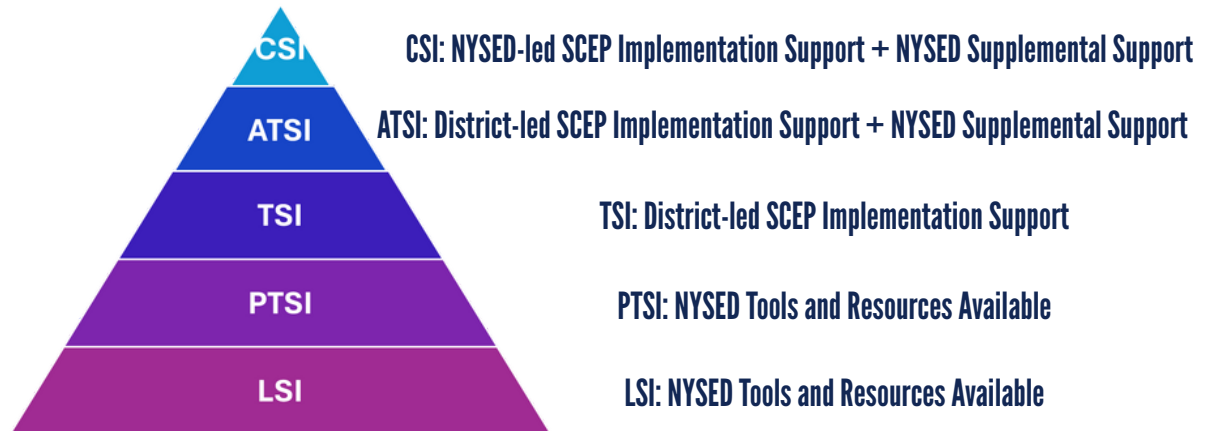 CSI
CSI: NYSED-led SCEP Implementation Support + NYSED Supplemental Support
ATSI
ATSI: District-led SCEP Implementation Support + NYSED Supplemental Support
TSI
TSI: District-led SCEP Implementation Support
PTSI
PTSI: NYSED Tools and Resources Available
LSI
LSI: NYSED Tools and Resources Available